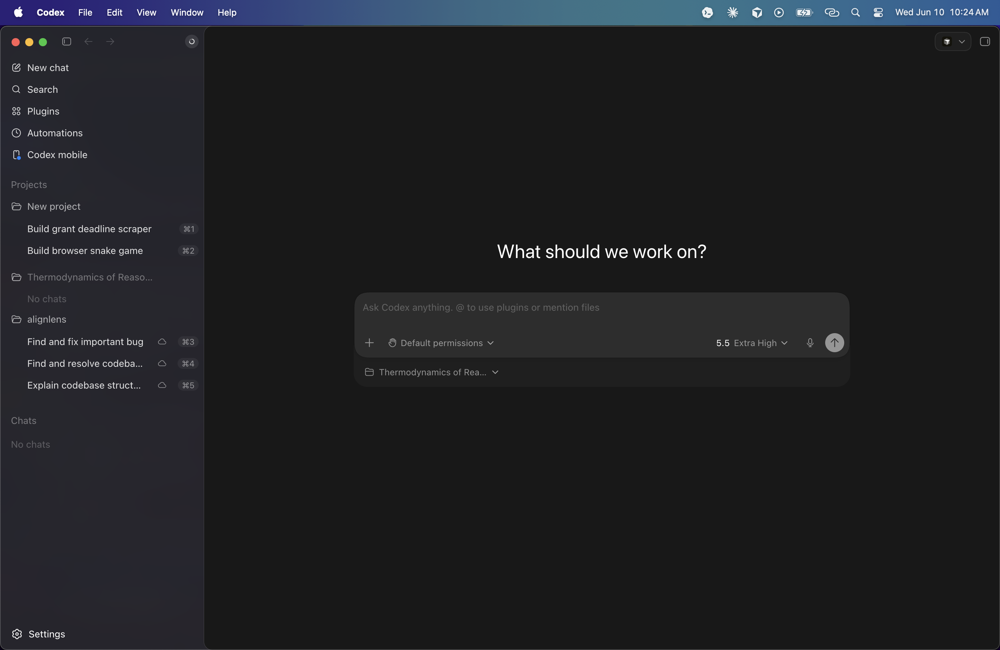 Codex File Edit View Window Help Wed Jun 10 10:24 AM
New chat
Search
Plugins
Automations
Codex mobile
Projects
New project
Build grant deadline scraper ⌘1
Build browser snake game ⌘2
Thermodynamics of Reaso...
No chats
alignlens
Find and fix important bug ⌘3
Find and resolve codeba... ⌘4
Explain codebase struct... ⌘5
Chats
No chats
Settings
What should we work on?
Ask Codex anything. @ to use plugins or mention files
Default permissions 5.5 Extra High
Thermodynamics of Rea...